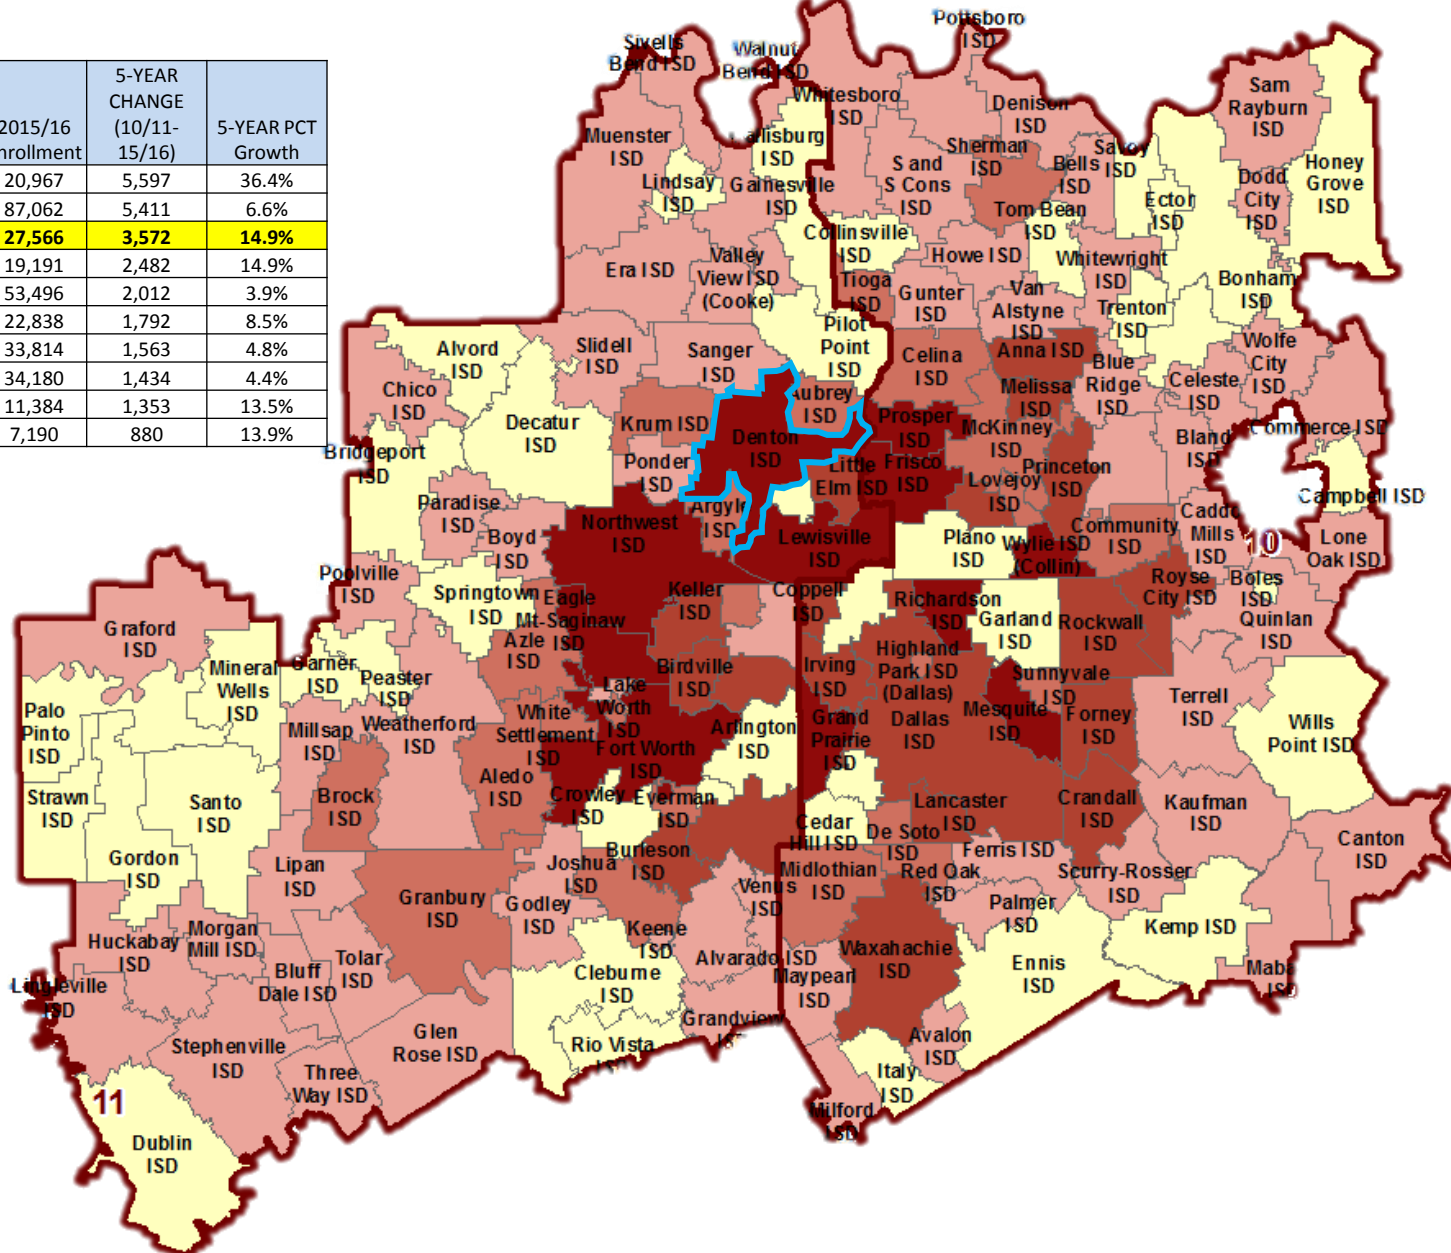 2015/16
nrollment
5-YEAR
CHANGE
(10/11-
15/16)
5-YEAR PCT
Growth
20,967 5,597 36.4%
87,062 5,411 6.6%
27,566 3,572 14.9%
19,191 2,482 14.9%
53,496 2,012 3.9%
22,838 1,792 8.5%
33,814 1,563 4.8%
34,180 1,434 4.4%
11,384 1,353 13.5%
7,190 880 13.9%
Sivells
Bend ISD
Walnut
Bend ISD
Pottsboro
ISD
Whitesboro
ISD
Denison
ISD
Sam
Rayburn
ISD
Muenster
ISD
allisburg
ISD
Sherman
ISD
Savoy
ISD
Bells
ISD
Honey
Grove
ISD
S and
S Cons
ISD
Lindsay
ISD
Gainesville
ISD
Dodd
City
ISD
Ector
ISD
Tom Bean
ISD
Collinsville
ISD
Howe ISD
Whitewright
ISD
Era ISD
Valley
View ISD
(Cooke)
Tioga
ISD
Gunter
ISD
Van
Alstyne
ISD
Trenton
ISD
Bonham
ISD
Pilot
Point
ISD
Alvord
ISD
Slidell
ISD
Sanger
ISD
Celina
ISD
Anna ISD
Blue
Ridge
ISD
Wolfe
City
ISD
Celeste
ISD
Chico
ISD
Aubrey
ISD
Melissa
ISD
Krum ISD
Decatur
ISD
Prosper
ISD
McKinney
ISD
Bland
ISD
Commerce ISD
Denton
ISD
Bridgeport
ISD
Ponder
ISD
Little
Elm ISD
Frisco
ISD
Lovejoy
ISD
Princeton
ISD
Campbell ISD
Paradise
ISD
Argyle
ISD
Northwest
ISD
Lewisville
ISD
Plano
ISD
Wylie ISD
(Collin)
Community
ISD
Caddo
Mills
ISD
10
Lone
Oak ISD
Boyd
ISD
Poolville
ISD
Springtown
ISD
Eagle
Mt-Saginaw
ISD
Keller
ISD
Coppell
ISD
Richardson
ISD
Garland
ISD
Rockwall
ISD
Royse
City ISD
Boles
ISD
Quinlan
ISD
Graford
ISD
Azle
ISD
Garner
ISD
Mineral
Wells
ISD
Peaster
ISD
Birdville
ISD
Irving
ISD
Highland
Park ISD
(Dallas)
Sunnyvale
ISD
Terrell
ISD
Palo
Pinto
ISD
Millsap
ISD
Weatherford
ISD
White
Settlement
ISD
Lake
Worth
ISD
Fort Worth
ISD
Arlington
ISD
Grand
Prairie
ISD
Dallas
ISD
Mesquite
ISD
Forney
ISD
Wills
Point ISD
Strawn
ISD
Santo
ISD
Brock
ISD
Aledo
ISD
Crowley
ISD
Everman
ISD
Cedar
Hill ISD
De Soto
ISD
Lancaster
ISD
Crandall
ISD
Kaufman
ISD
Canton
ISD
Gordon
ISD
Lipan
ISD
Granbury
ISD
Joshua
ISD
Burleson
ISD
Midlothian
ISD
Red Oak
ISD
Ferris ISD
Scurry-Rosser
ISD
Godley
ISD
Venus
ISD
Palmer
ISD
Kemp ISD
Huckabay
ISD
Morgan
Mill ISD
Keene
ISD
Tolar
ISD
Bluff
Dale ISD
Alvarado ISD
Maypearl
ISD
Waxahachie
ISD
Ennis
ISD
Cleburne
ISD
Lingleville
ISD
Grandview
Glen
Rose ISD
Rio Vista
Avalon
ISD
Stephenville
ISD
Three
Way ISD
Italy
ISD
Milford
ISD
11
Dublin
ISD